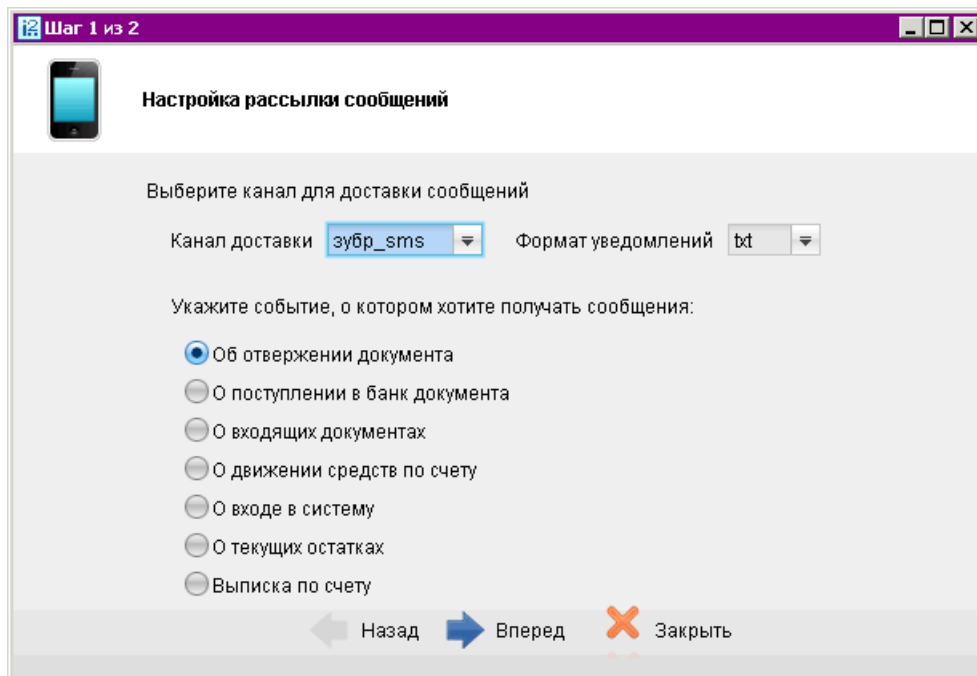 i2 Шаг 1 из 2
Настройка рассылки сообщений
Выберите канал для доставки сообщений
Канал доставки зубр_sms Формат уведомлений txt
Укажите событие, о котором хотите получать сообщения:
Об отвержении документа
О поступлении в банк документа
О входящих документах
О движении средств по счету
О входе в систему
О текущих остатках
Выписка по счету
Назад Вперед Закрыть